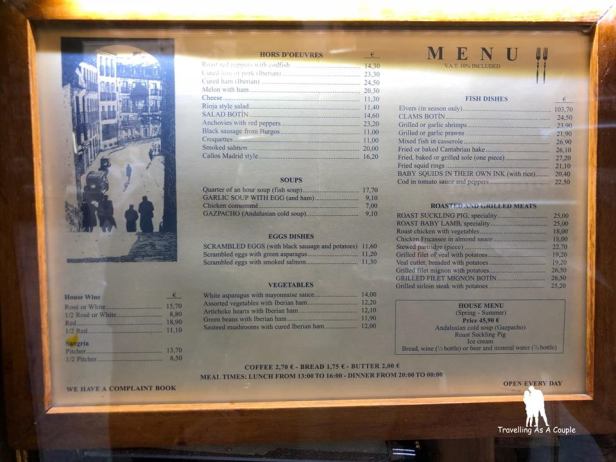 MENU
V.A.T. 10% INCLUDED
HORS D'OEUVRES €
Roast red peppers with codfish 14,30
Cured loin of pork (Iberian) 23,30
Cured ham (Iberian) 24,50
Melon with ham 20,50
Cheese 11,30
Rioja style salad 11,40
SALAD BOTÍN 14,60
Anchovies with red peppers 23,20
Black sausage from Burgos 11,00
Croquettes 11,00
Smoked salmon 20,00
Callos Madrid style 16,20
SOUPS
Quarter of an hour soup (fish soup) 17,70
GARLIC SOUP WITH EGG (and ham) 9,10
Chicken consommé 7,00
GAZPACHO (Andalusian cold soup) 9,10
EGGS DISHES
SCRAMBLED EGGS (with black sausage and potatoes) 11,60
Scrambled eggs with green asparagus 11,20
Scrambled eggs with smoked salmon 11,30
VEGETABLES
White asparagus with mayonnaise sauce 14,00
Assorted vegetables with Iberian ham 12,20
Artichoke hearts with Iberian ham 12,10
Green beans with Iberian ham 11,90
Sauteed mushrooms with cured Iberian ham 12,00
FISH DISHES €
Elvers (in season only) 103,70
CLAMS BOTÍN 24,50
Grilled or garlic shrimps 23,90
Grilled or garlic prawns 21,90
Mixed fish in casserole 26,90
Fried or baked Cantabrian hake 26,10
Fried, baked or grilled sole (one piece) 27,20
Fried squid rings 21,10
BABY SQUIDS IN THEIR OWN INK (with rice) 20,40
Cod in tomato sauce and peppers 22,50
ROAST AND GRILLED MEATS
ROAST SUCKLING PIG, speciality 25,00
ROAST BABY LAMB, speciality 25,00
Roast chicken with vegetables 18,00
Chicken Fricassee in almond sauce
Stewed partridge (piece) 22,70
Grilled filet of veal with potatoes 19,20
Veal cutlet, breaded with potatoes 19,20
Grilled filet mignon with potatoes 26,50
GRILLED FILET MIGNON BOTÍN 26,50
Grilled sirloin steak with potatoes 25,20
House Wine €
Rosé or White 15,70
1/2 Rosé or White 8,80
Red 18,90
1/2 Red 11,10
Sangria
Pitcher 13,70
1/2 Pitcher 8,50
HOUSE MENU
(Spring - Summer)
Price 45,90 €
Andalusian cold soup (Gazpacho)
Roast Suckling Pig
Ice cream
Bread, wine (½ bottle) or beer and mineral water (½ bottle)
COFFEE 2,70 € - BREAD 1,75 € - BUTTER 2,00 €
MEAL TIMES: LUNCH FROM 13:00 TO 16:00 - DINNER FROM 20:00 TO 00:00
WE HAVE A COMPLAINT BOOK
OPEN EVERY DAY
Travelling As A Couple